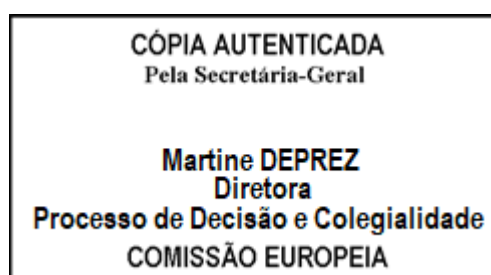 CÓPIA AUTENTICADA
Pela Secretária-Geral
Martine DEPREZ
Diretora
Processo de Decisão e Colegialidade
COMISSÃO EUROPEIA